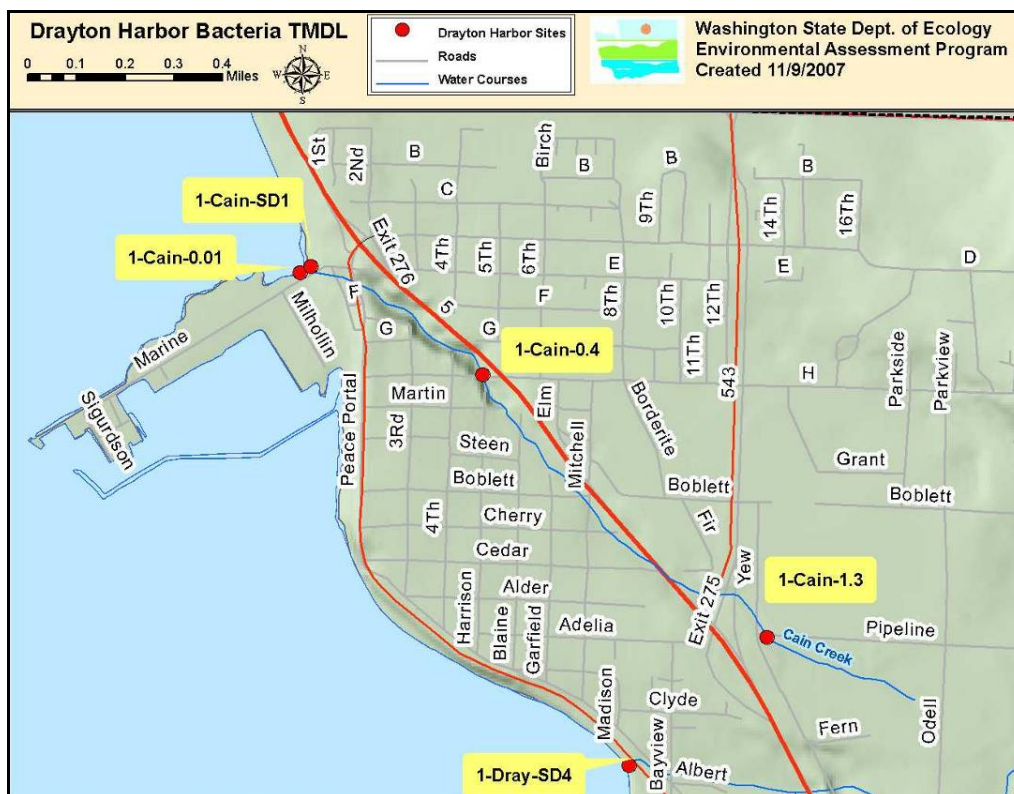 Drayton Harbor Bacteria TMDL
0 0.1 0.2 0.3 0.4
Miles
N
W E
S
Drayton Harbor Sites
Roads
Water Courses
Washington State Dept. of Ecology
Environmental Assessment Program
Created 11/9/2007
1St
2Nd
B
Birch
B
B
B
C
9Th
14Th
16Th
1-Cain-SD1
Exit 276
4Th
5Th
6Th
E
E
D
1-Cain-0.01
F
5
F
8Th
10Th
12Th
Milhollin
G
G
11Th
Marine
1-Cain-0.4
H
543
Parkside
Parkview
Sigurdson
Martin
Elm
Borderite
Peace Portal
3Rd
Steen
Mitchell
Grant
Boblett
Boblett
Boblett
4Th
Cherry
Fir
Cedar
Yew
1-Cain-1.3
Harrison
Blaine
Alder
Garfield
Adelia
Exit 275
Pipeline
Cain Creek
Madison
Clyde
Fern
Odell
1-Dray-SD4
Bayview
Albert